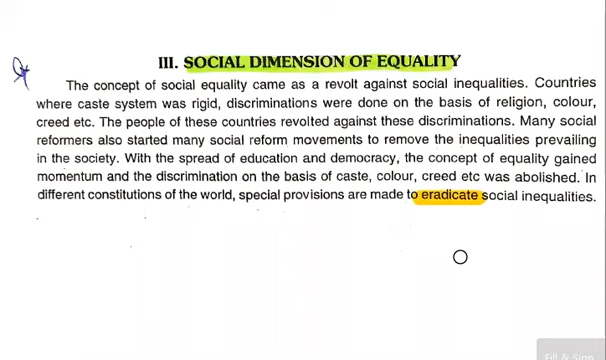 III. SOCIAL DIMENSION OF EQUALITY
The concept of social equality came as a revolt against social inequalities. Countries
where caste system was rigid, discriminations were done on the basis of religion, colour,
creed etc. The people of these countries revolted against these discriminations. Many social
reformers also started many social reform movements to remove the inequalities prevailing
in the society. With the spread of education and democracy, the concept of equality gained
momentum and the discrimination on the basis of caste, colour, creed etc was abolished. In
different constitutions of the world, special provisions are made to eradicate social inequalities.
Fill & Sign